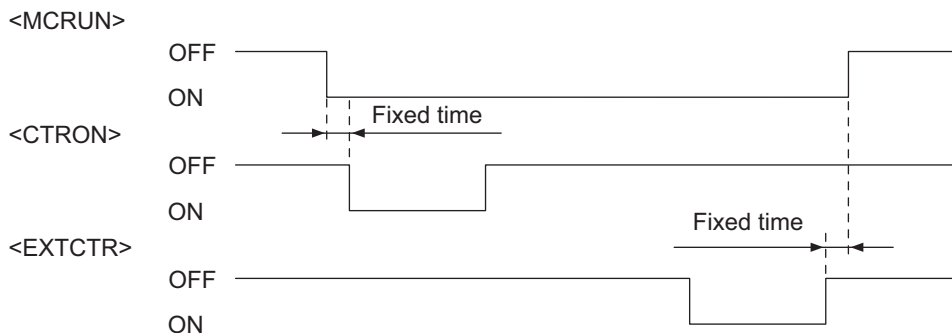 <MCRUN>
OFF
ON
Fixed time
<CTRON>
OFF
ON
Fixed time
<EXTCTR>
OFF
ON